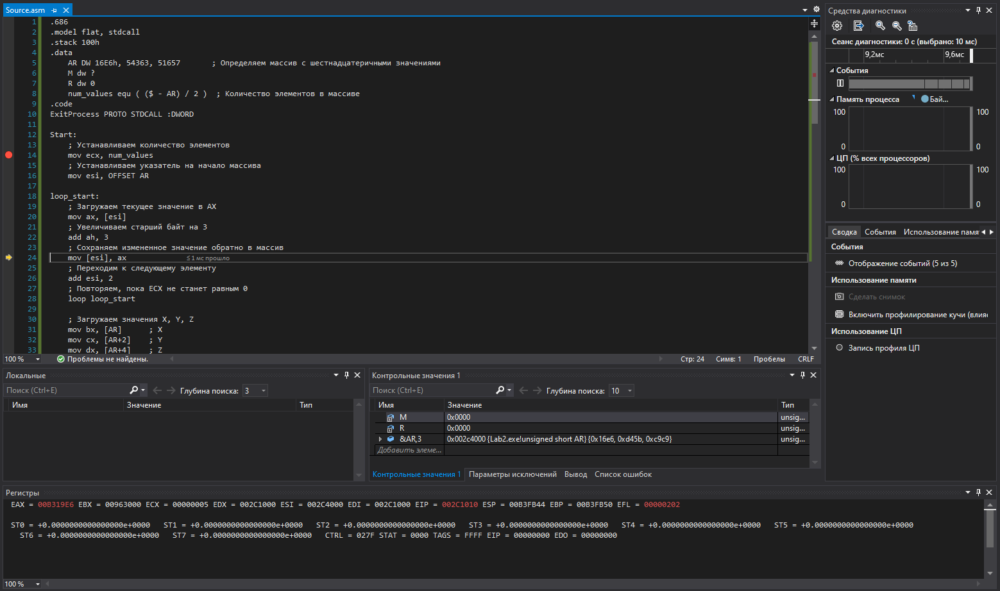 Source.asm
1 .686
2 .model flat, stdcall
3 .stack 100h
4 .data
5 AR DW 16E6h, 54363, 51657 ; Определяем массив с шестнадцатеричными значениями
6 M dw ?
7 R dw 0
8 num_values equ ( ($ - AR) / 2 ) ; Количество элементов в массиве
9 .code
10 ExitProcess PROTO STDCALL :DWORD
11
12 Start:
13 ; Устанавливаем количество элементов
14 mov ecx, num_values
15 ; Устанавливаем указатель на начало массива
16 mov esi, OFFSET AR
17
18 loop_start:
19 ; Загружаем текущее значение в AX
20 mov ax, [esi]
21 ; Увеличиваем старший байт на 3
22 add ah, 3
23 ; Сохраняем измененное значение обратно в массив
24 mov [esi], ax ≤1 мс прошло
25 ; Переходим к следующему элементу
26 add esi, 2
27 ; Повторяем, пока ECX не станет равным 0
28 loop loop_start
29
30 ; Загружаем значения X, Y, Z
31 mov bx, [AR] ; X
32 mov cx, [AR+2] ; Y
33 mov dx, [AR+4] ; Z
100 % Проблемы не найдены. Стр: 24 Симв: 1 Пробелы CRLF
Средства диагностики
Сеанс диагностики: 0 с (выбрано: 10 мс)
9,2мс 9,6мс
События
Память процесса Бай...
100 100
0 0
ЦП (% всех процессоров)
100 100
0 0
Сводка События Использование памят
События
Отображение событий (5 из 5)
Использование памяти
Сделать снимок
Включить профилирование кучи (влияе
Использование ЦП
Запись профиля ЦП
Локальные
Поиск (Ctrl+E) Глубина поиска: 3
Имя Значение Тип
Контрольные значения 1
Поиск (Ctrl+E) Глубина поиска: 10
Имя Значение Тип
M 0x0000 unsig...
R 0x0000 unsig...
&AR,3 0x002c4000 {Lab2.exe!unsigned short AR} {0x16e6, 0xd45b, 0xc9c9} unsig...
Добавить элеме...
Контрольные значения 1 Параметры исключений Вывод Список ошибок
Регистры
EAX = 00B319E6 EBX = 00963000 ECX = 00000005 EDX = 002C1000 ESI = 002C4000 EDI = 002C1000 EIP = 002C1010 ESP = 00B3FB44 EBP = 00B3FB50 EFL = 00000202
ST0 = +0.0000000000000000e+0000 ST1 = +0.0000000000000000e+0000 ST2 = +0.0000000000000000e+0000 ST3 = +0.0000000000000000e+0000 ST4 = +0.0000000000000000e+0000 ST5 = +0.0000000000000000e+0000
ST6 = +0.0000000000000000e+0000 ST7 = +0.0000000000000000e+0000 CTRL = 027F STAT = 0000 TAGS = FFFF EIP = 00000000 EDO = 00000000
100 %